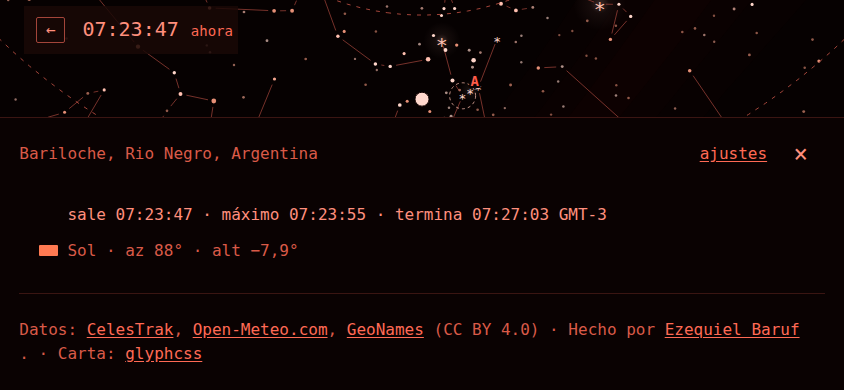 ← 07:23:47 ahora
A
Bariloche, Rio Negro, Argentina ajustes ×
sale 07:23:47 · máximo 07:23:55 · termina 07:27:03 GMT-3
Sol · az 88° · alt −7,9°
Datos: CelesTrak, Open-Meteo.com, GeoNames (CC BY 4.0) · Hecho por Ezequiel Baruf
. · Carta: glyphcss